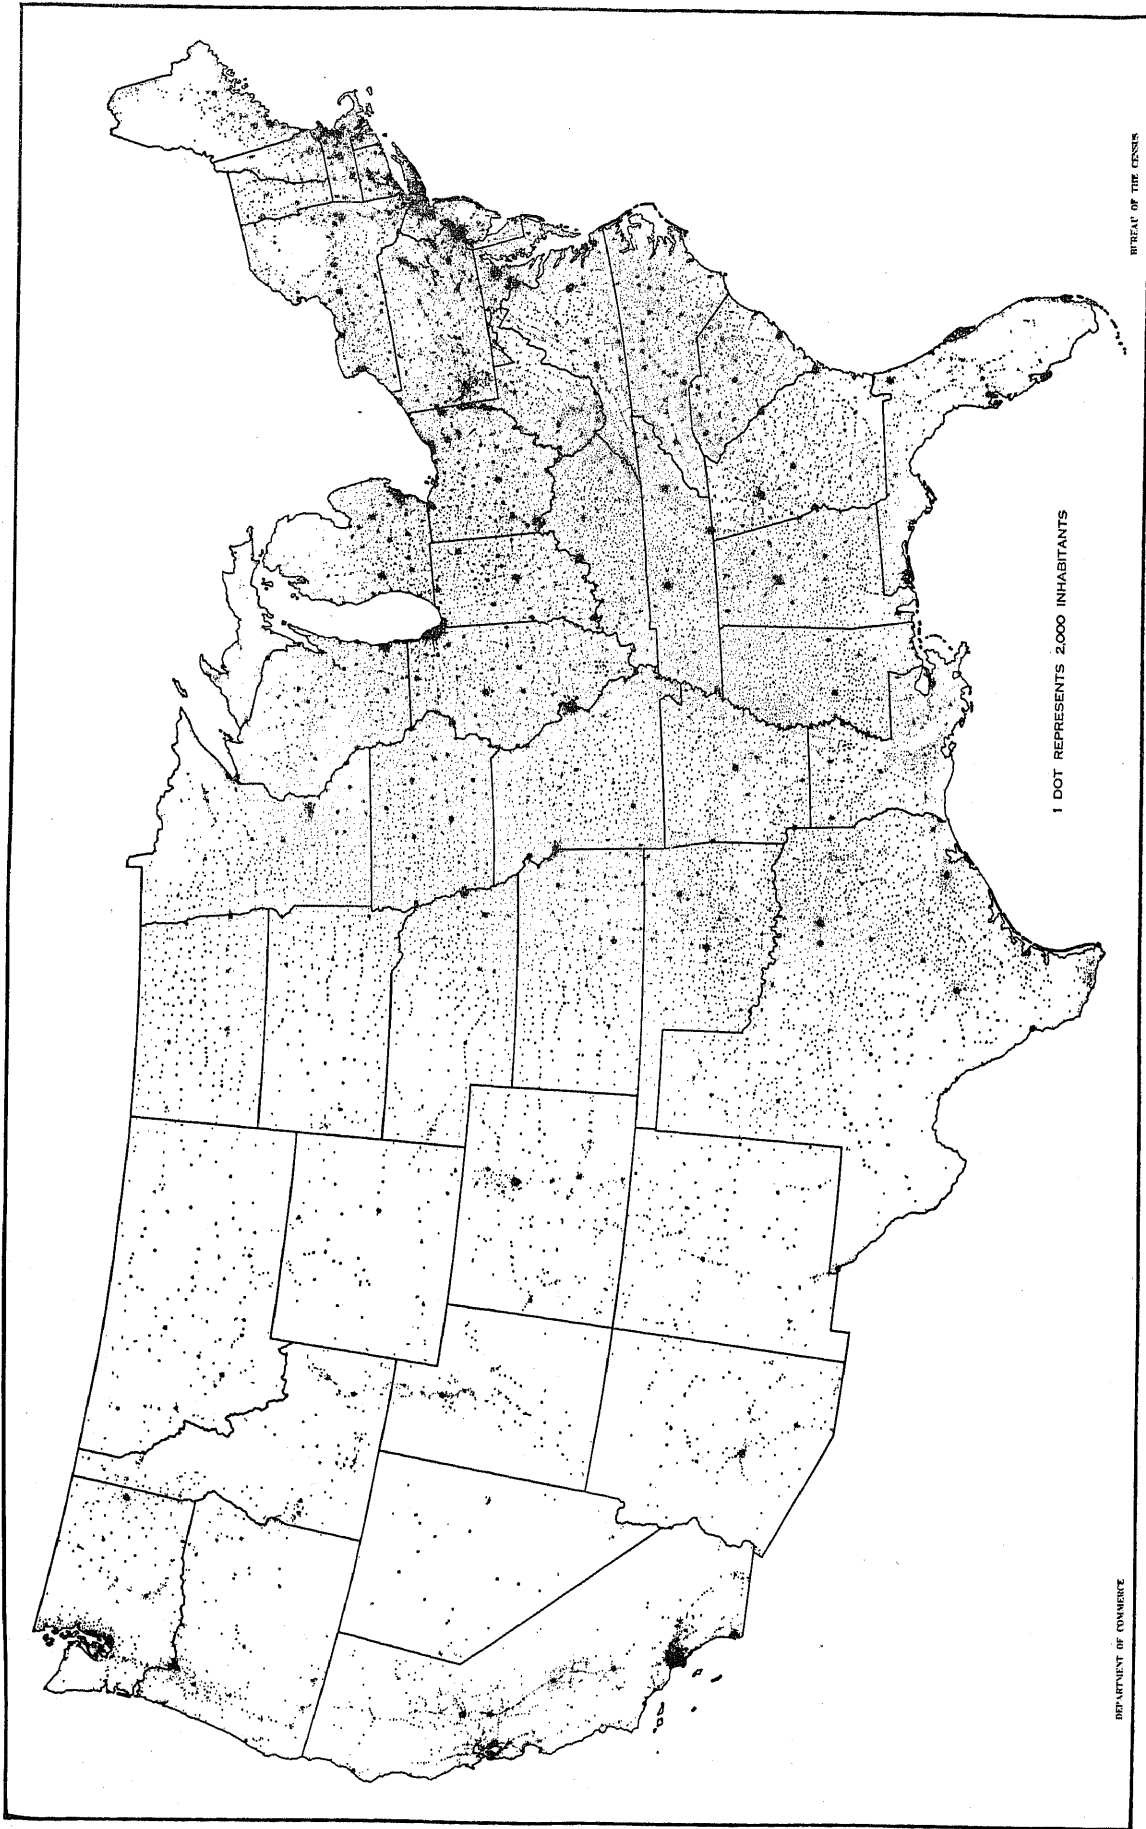 1 DOT REPRESENTS 2,000 INHABITANTS
DEPARTMENT OF COMMERCE
BUREAU OF THE CENSUS